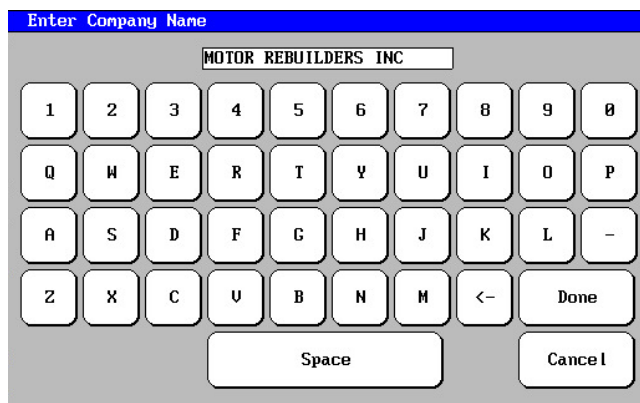 Enter Company Name
MOTOR REBUILDERS INC
1 2 3 4 5 6 7 8 9 0
Q W E R T Y U I O P
A S D F G H J K L -
Z X C V B N M <- Done
Space Cancel